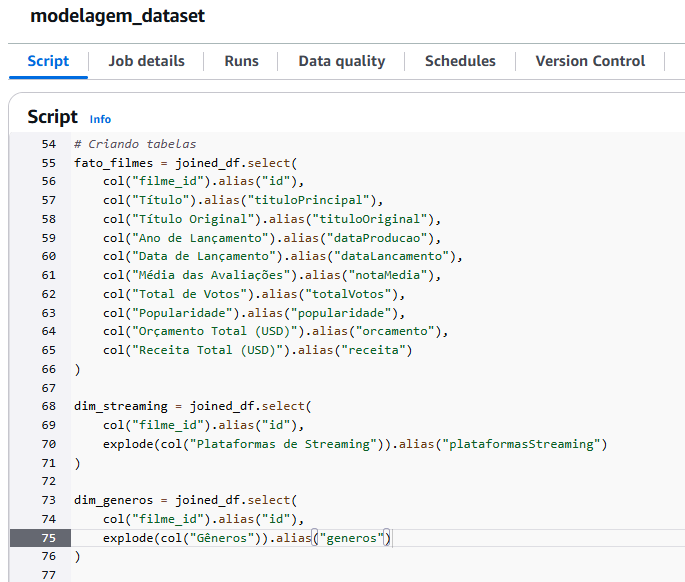 modelagem_dataset
Script Job details Runs Data quality Schedules Version Control
Script Info
54 # Criando tabelas
55 fato_filmes = joined_df.select(
56     col("filme_id").alias("id"),
57     col("Título").alias("tituloPrincipal"),
58     col("Título Original").alias("tituloOriginal"),
59     col("Ano de Lançamento").alias("dataProducao"),
60     col("Data de Lançamento").alias("dataLancamento"),
61     col("Média das Avaliações").alias("notaMedia"),
62     col("Total de Votos").alias("totalVotos"),
63     col("Popularidade").alias("popularidade"),
64     col("Orçamento Total (USD)").alias("orcamento"),
65     col("Receita Total (USD)").alias("receita")
66 )
67
68 dim_streaming = joined_df.select(
69     col("filme_id").alias("id"),
70     explode(col("Plataformas de Streaming")).alias("plataformasStreaming")
71 )
72
73 dim_generos = joined_df.select(
74     col("filme_id").alias("id"),
75     explode(col("Gêneros")).alias("generos")
76 )
77